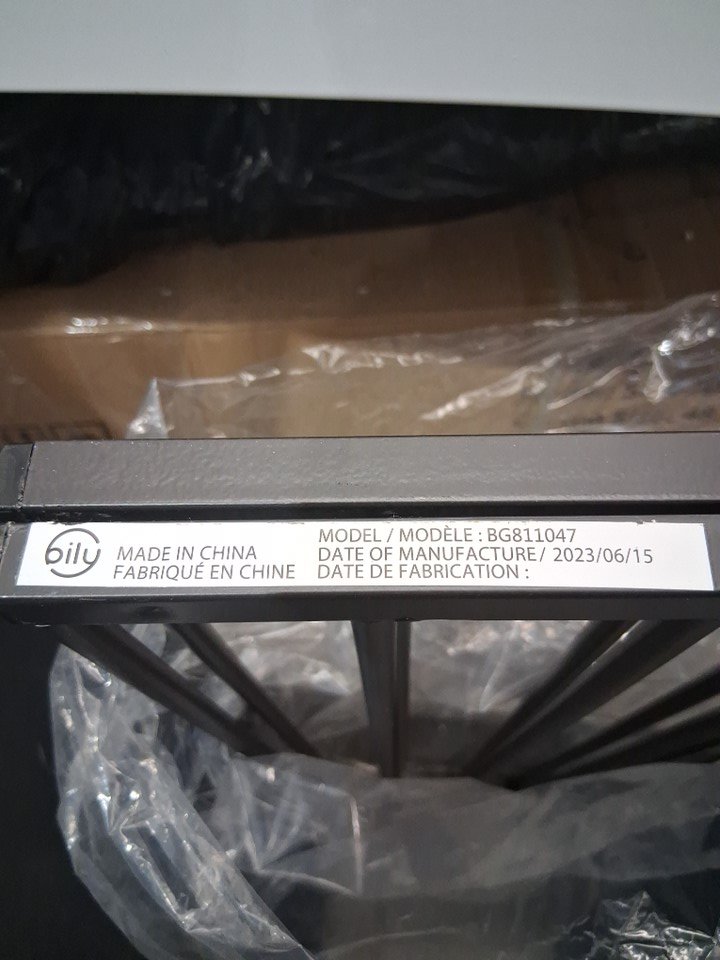 bily
MADE IN CHINA
FABRIQUÉ EN CHINE
MODEL / MODÈLE : BG811047
DATE OF MANUFACTURE / 2023/06/15
DATE DE FABRICATION :